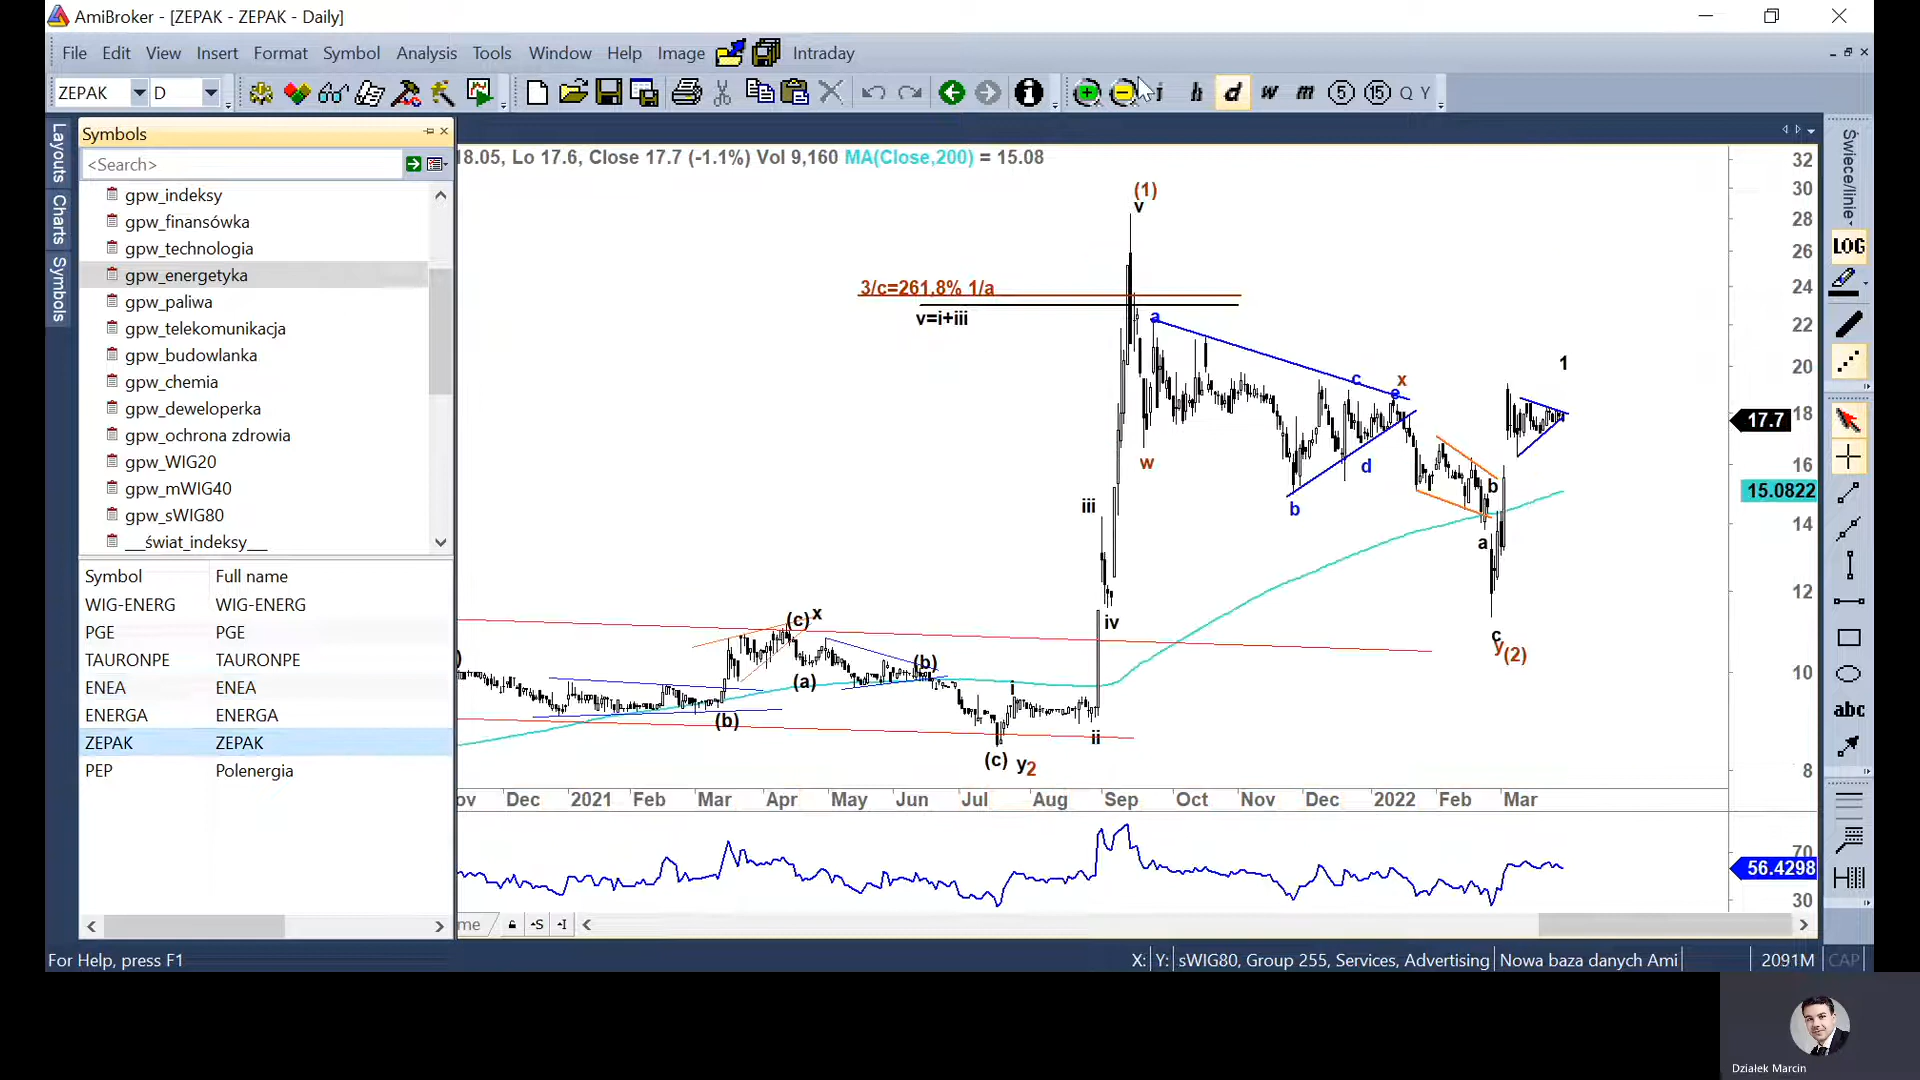 AmiBroker - [ZEPAK - ZEPAK - Daily]
File Edit View Insert Format Symbol Analysis Tools Window Help Image Intraday
ZEPAK D i h d w m 5 15 Q Y
Layouts
Charts
Symbols
Symbols
<Search>
gpw_indeksy
gpw_finansówka
gpw_technologia
gpw_energetyka
gpw_paliwa
gpw_telekomunikacja
gpw_budowlanka
gpw_chemia
gpw_deweloperka
gpw_ochrona zdrowia
gpw_WIG20
gpw_mWIG40
gpw_sWIG80
__świat_indeksy__
Symbol Full name
WIG-ENERG WIG-ENERG
PGE PGE
TAURONPE TAURONPE
ENEA ENEA
ENERGA ENERGA
ZEPAK ZEPAK
PEP Polenergia
18.05, Lo 17.6, Close 17.7 (-1.1%) Vol 9,160 MA(Close,200) = 15.08
(1)
v
3/c=261,8% 1/a
v=i+iii
a
c
x
e
1
w
d
b
b
a
iii
iv
c
y(2)
(c) x
(b)
(a)
(b)
i
ii
(c) y2
32
30
28
26
24
22
20
18
17.7
16
15.0822
14
12
10
8
ov Dec 2021 Feb Mar Apr May Jun Jul Aug Sep Oct Nov Dec 2022 Feb Mar
70
56.4298
30
Świece/linie
LOG
abc
me S I
For Help, press F1
X: Y: sWIG80, Group 255, Services, Advertising Nowa baza danych Ami 2091M CAP
Działek Marcin